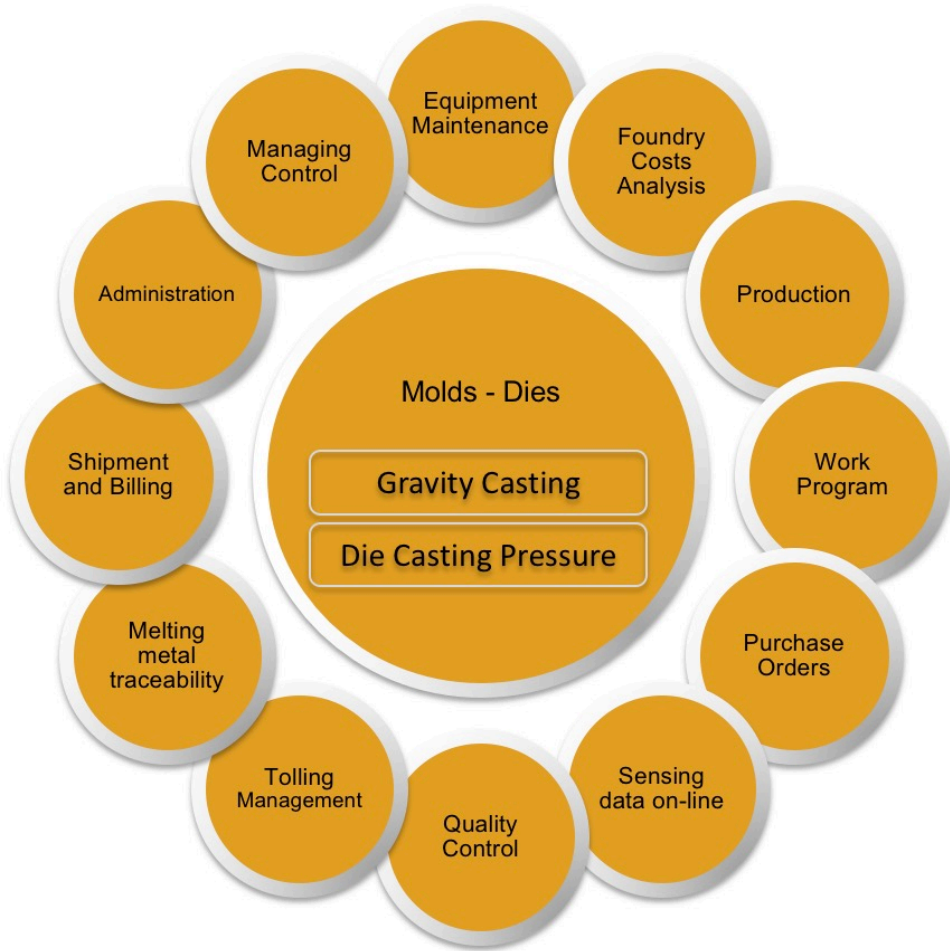 Equipment
Maintenance
Foundry
Costs
Analysis
Production
Work
Program
Purchase
Orders
Sensing
data on-line
Quality
Control
Tolling
Management
Melting
metal
traceability
Shipment
and Billing
Administration
Managing
Control
Molds - Dies
Gravity Casting
Die Casting Pressure